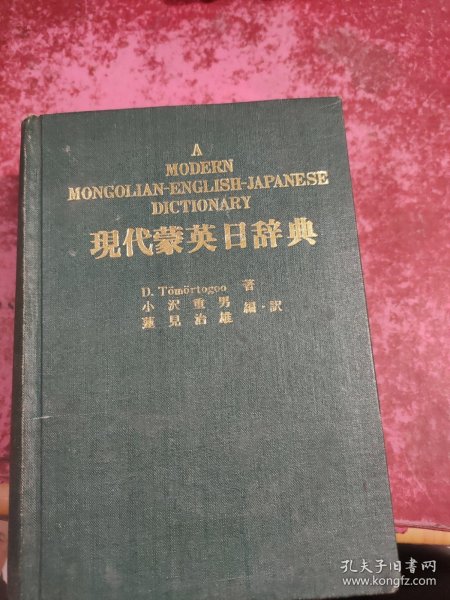 A
MODERN
MONGOLIAN-ENGLISH-JAPANESE
DICTIONARY
現代蒙英日辞典
D. Tömörtogoo 著
小沢重男
蓮見治雄 編・訳
孔夫子旧书网
www.kongfz.com